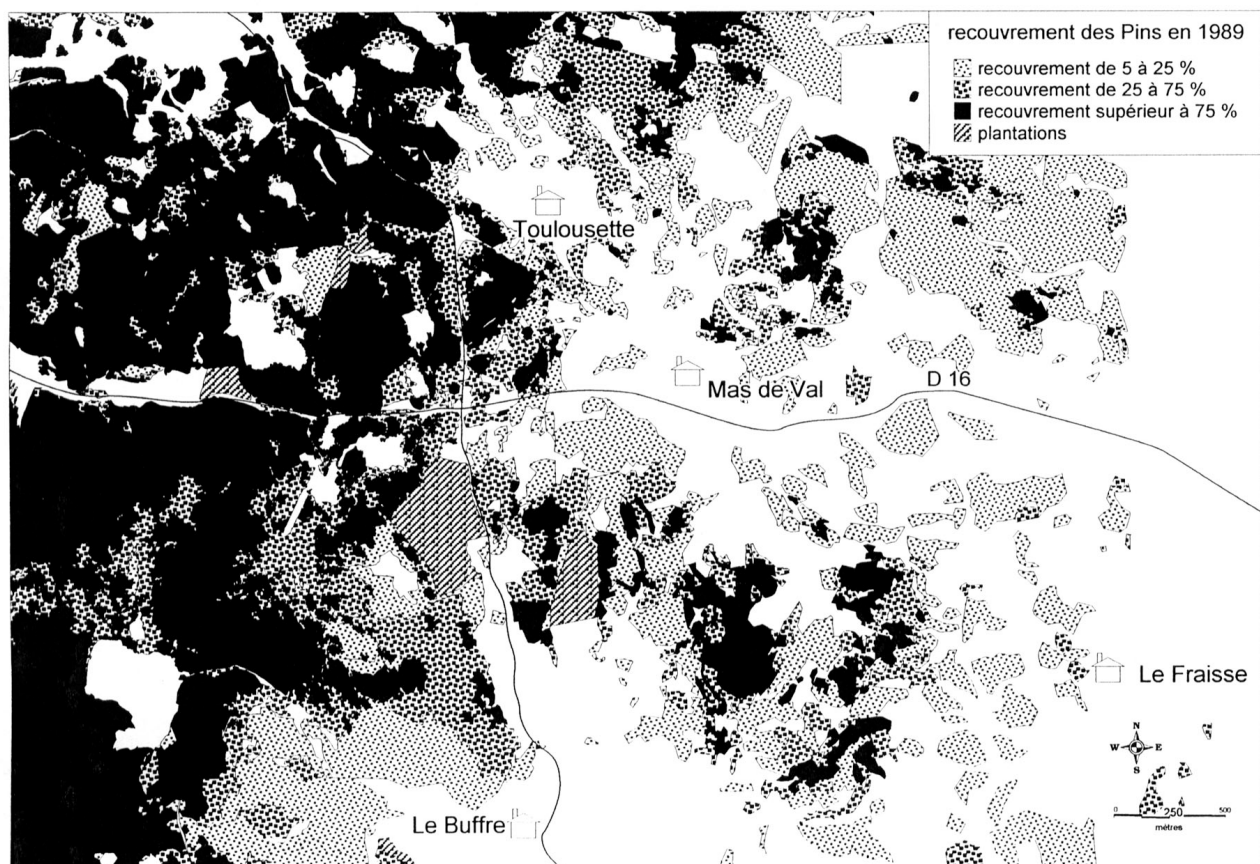 recouvrement des Pins en 1989
recouvrement de 5 à 25 %
recouvrement de 25 à 75 %
recouvrement supérieur à 75 %
plantations
Toulousette
Mas de Val
D 16
Le Fraisse
N
W E
S
0 250 500
mètres
Le Buffre